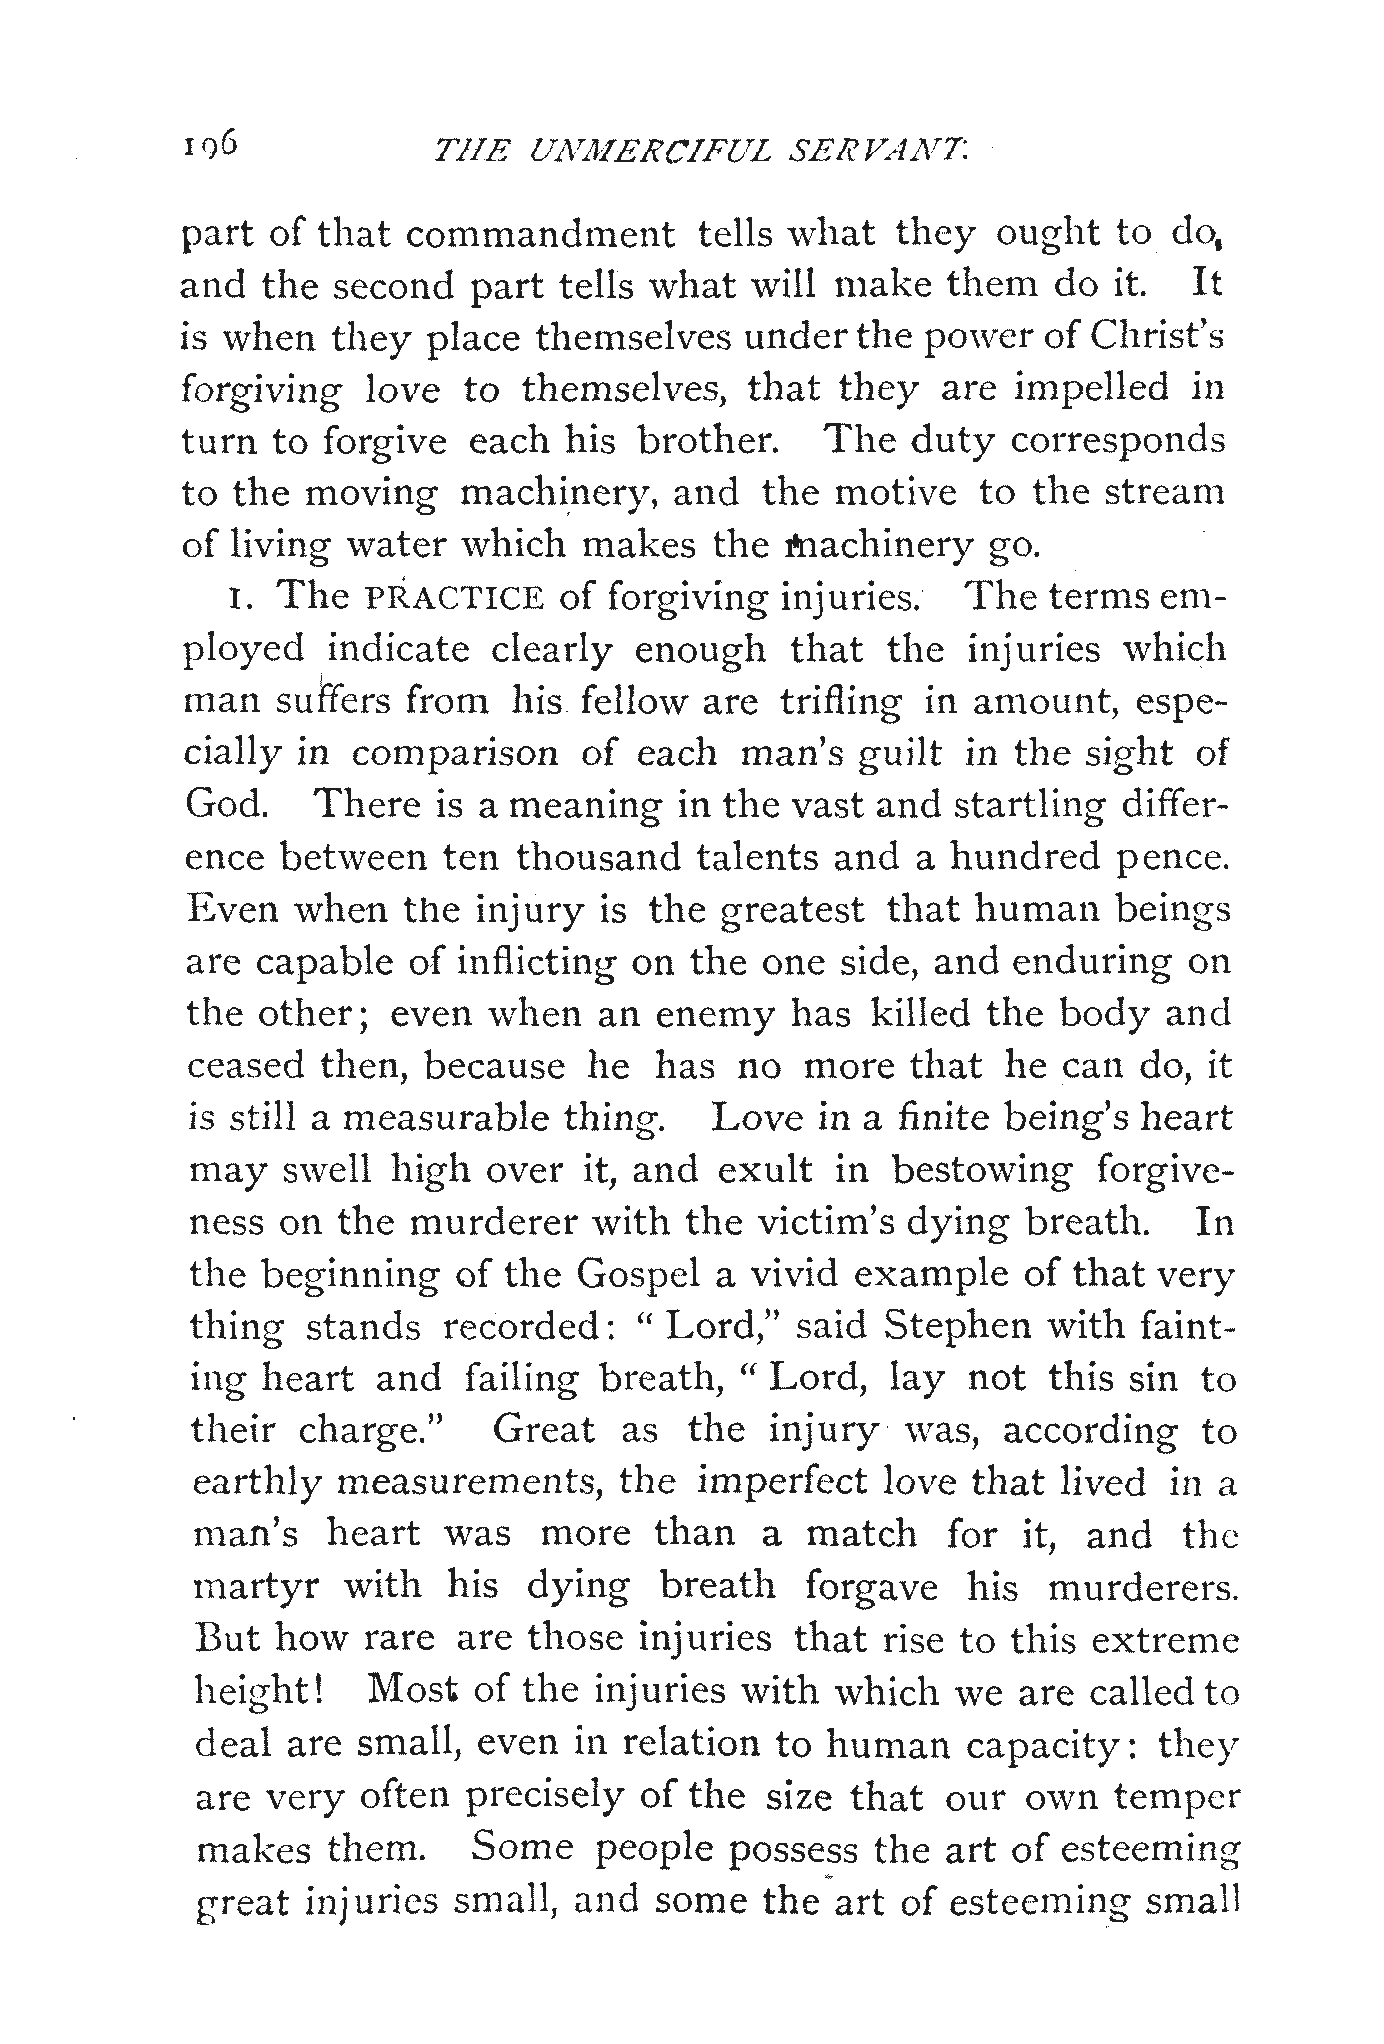 196 THE UNMERCIFUL SERVANT.
part of that commandment tells what they ought to do,
and the second part tells what will make them do it. It
is when they place themselves under the power of Christ's
forgiving love to themselves, that they are impelled in
turn to forgive each his brother. The duty corresponds
to the moving machinery, and the motive to the stream
of living water which makes the machinery go.
1. The PRACTICE of forgiving injuries. The terms em-
ployed indicate clearly enough that the injuries which
man suffers from his fellow are trifling in amount, espe-
cially in comparison of each man's guilt in the sight of
God. There is a meaning in the vast and startling differ-
ence between ten thousand talents and a hundred pence.
Even when the injury is the greatest that human beings
are capable of inflicting on the one side, and enduring on
the other; even when an enemy has killed the body and
ceased then, because he has no more that he can do, it
is still a measurable thing. Love in a finite being's heart
may swell high over it, and exult in bestowing forgive-
ness on the murderer with the victim's dying breath. In
the beginning of the Gospel a vivid example of that very
thing stands recorded: " Lord," said Stephen with faint-
ing heart and failing breath, " Lord, lay not this sin to
their charge." Great as the injury was, according to
earthly measurements, the imperfect love that lived in a
man's heart was more than a match for it, and the
martyr with his dying breath forgave his murderers.
But how rare are those injuries that rise to this extreme
height! Most of the injuries with which we are called to
deal are small, even in relation to human capacity: they
are very often precisely of the size that our own temper
makes them. Some people possess the art of esteeming
great injuries small, and some the art of esteeming small